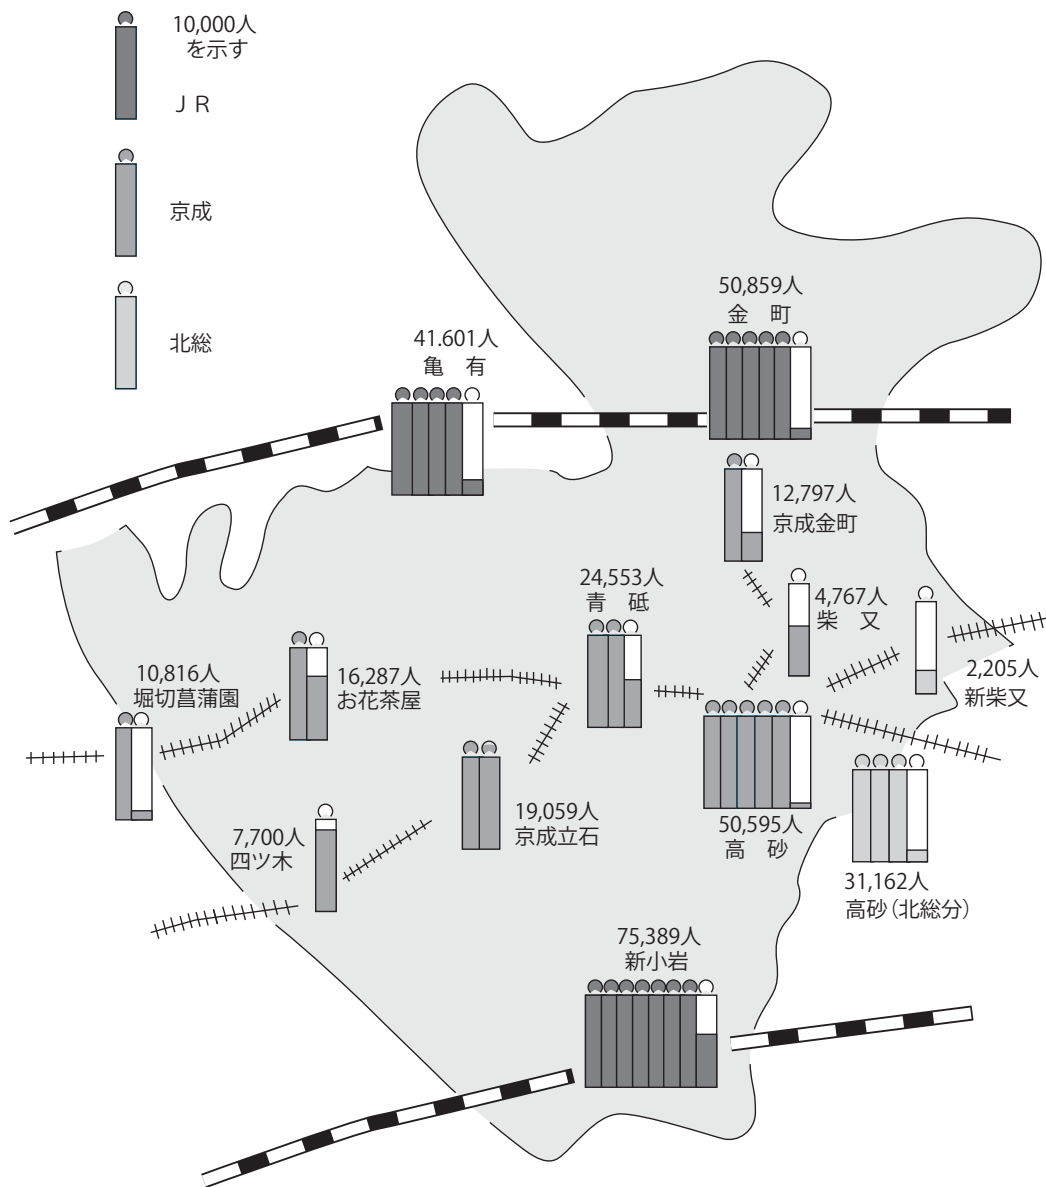 10,000人
を示す
ＪＲ
京成
北総
50,859人
金　町
41.601人
亀　有
12,797人
京成金町
24,553人
青　砥
4,767人
柴　又
2,205人
新柴又
10,816人
堀切菖蒲園
16,287人
お花茶屋
19,059人
京成立石
7,700人
四ツ木
50,595人
高　砂
31,162人
高砂（北総分）
75,389人
新小岩